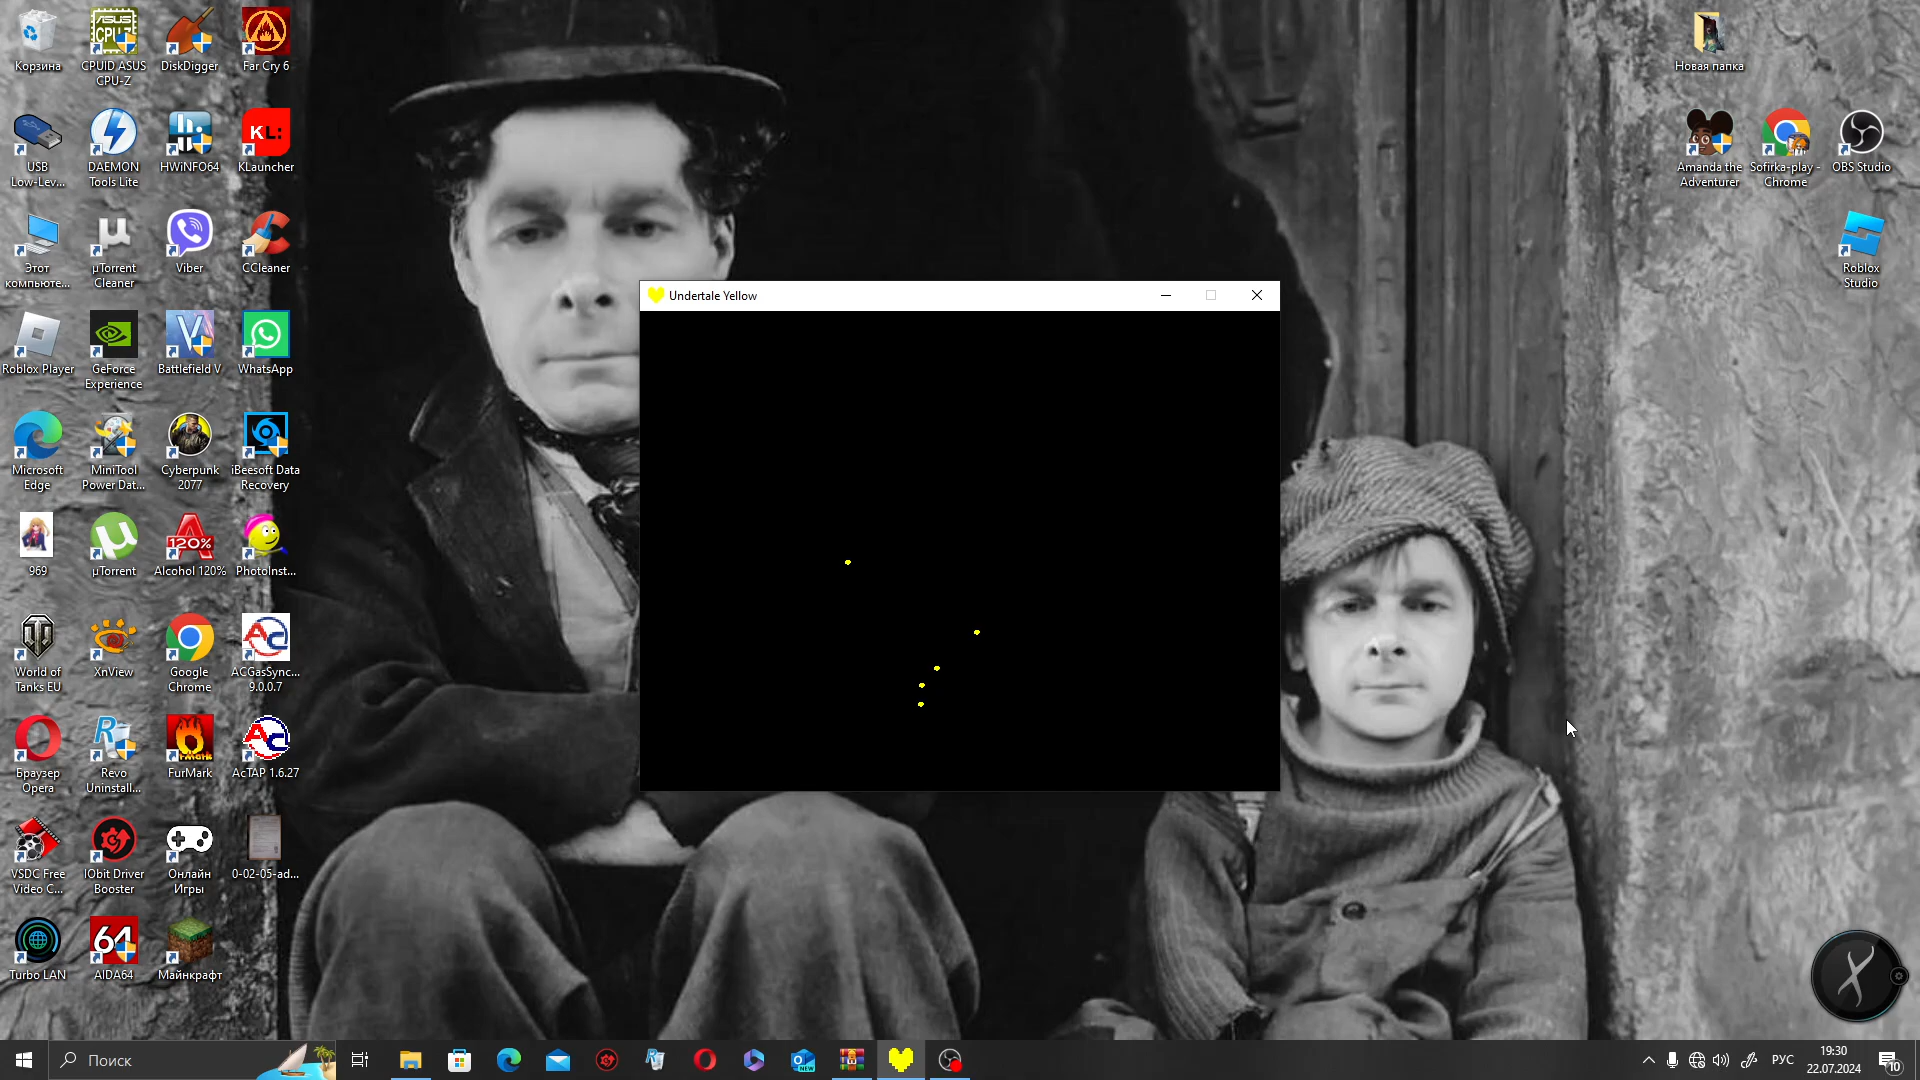 Корзина
CPUID ASUS
CPU-Z
DiskDigger
Far Cry 6
USB
Low-Lev...
DAEMON
Tools Lite
HWiNFO64
KL:
KLauncher
Этот
компьюте...
µTorrent
Cleaner
Viber
CCleaner
Roblox Player
GeForce
Experience
Battlefield V
WhatsApp
Microsoft
Edge
MiniTool
Power Dat...
Cyberpunk
2077
iBeesoft Data
Recovery
969
µTorrent
120%
Alcohol 120%
PhotoInst...
World of
Tanks EU
XnView
Google
Chrome
ACGasSync...
9.0.0.7
Браузер
Opera
Revo
Uninstall...
FurMark
AcTAP 1.6.27
VSDC Free
Video C...
IObit Driver
Booster
Онлайн
Игры
0-02-05-ad...
Turbo LAN
64
AIDA64
Майнкрафт
Undertale Yellow
Новая папка
Amanda the
Adventurer
Sofirka-play -
Chrome
OBS Studio
Roblox
Studio
Поиск
NEW
РУС
19:30
22.07.2024
10